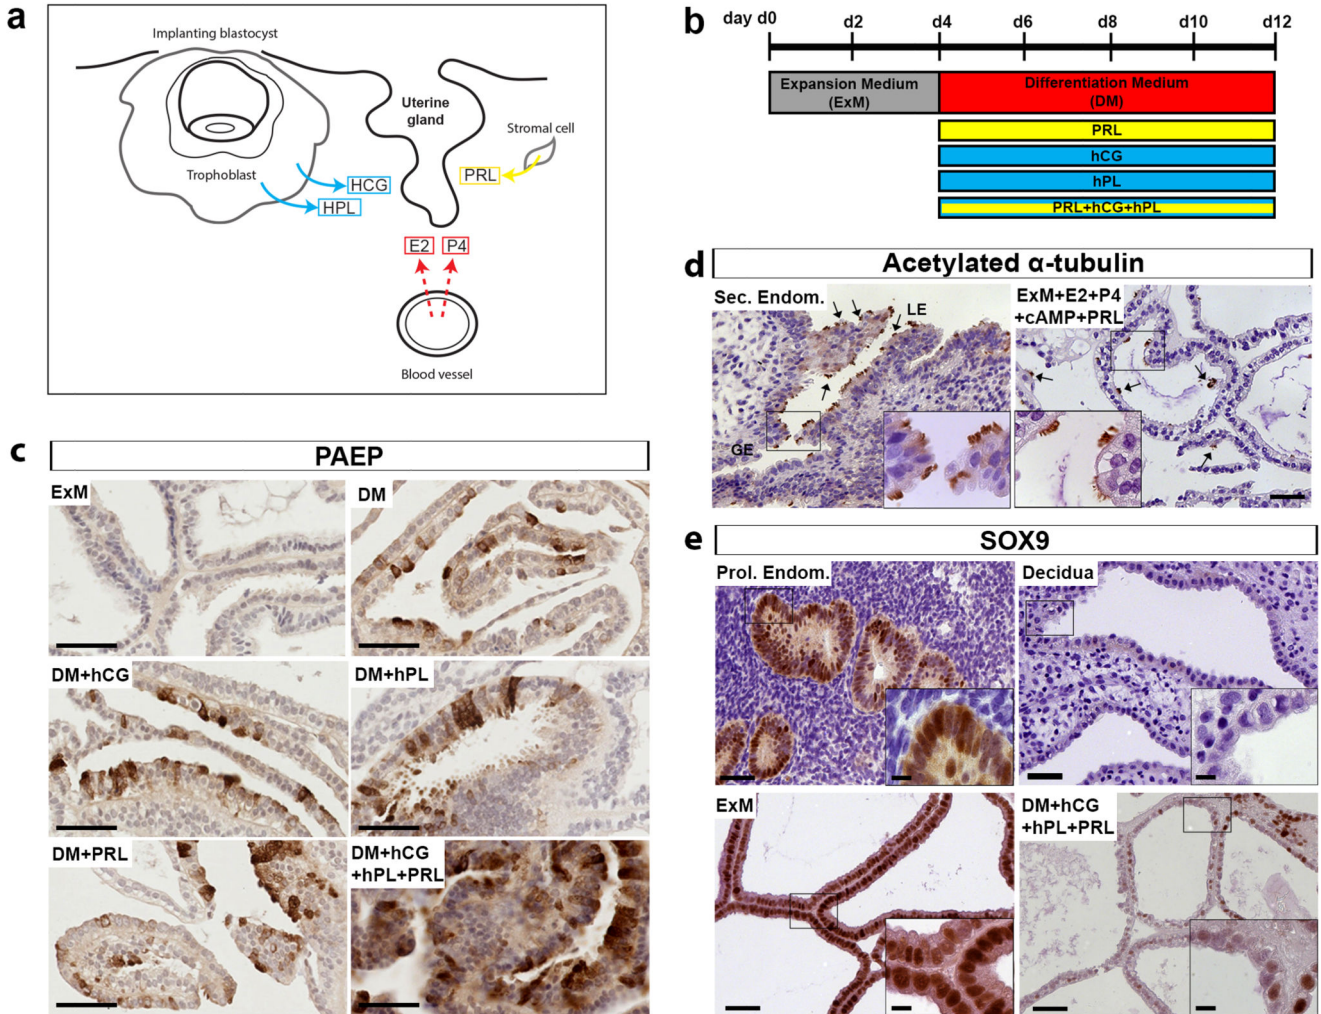 a
Implanting blastocyst
Uterine
gland
Stromal cell
Trophoblast
PRL
HCG
HPL
E2
P4
Blood vessel
b
day d0
d2
d4
d6
d8
d10
d12
Expansion Medium
(ExM)
Differentiation Medium
(DM)
PRL
hCG
hPL
PRL+hCG+hPL
c
PAEP
ExM
DM
DM+hCG
DM+hPL
DM+PRL
DM+hCG
+hPL+PRL
d
Acetylated α-tubulin
Sec. Endom.
LE
GE
ExM+E2+P4
+cAMP+PRL
e
SOX9
Prol. Endom.
Decidua
ExM
DM+hCG
+hPL+PRL